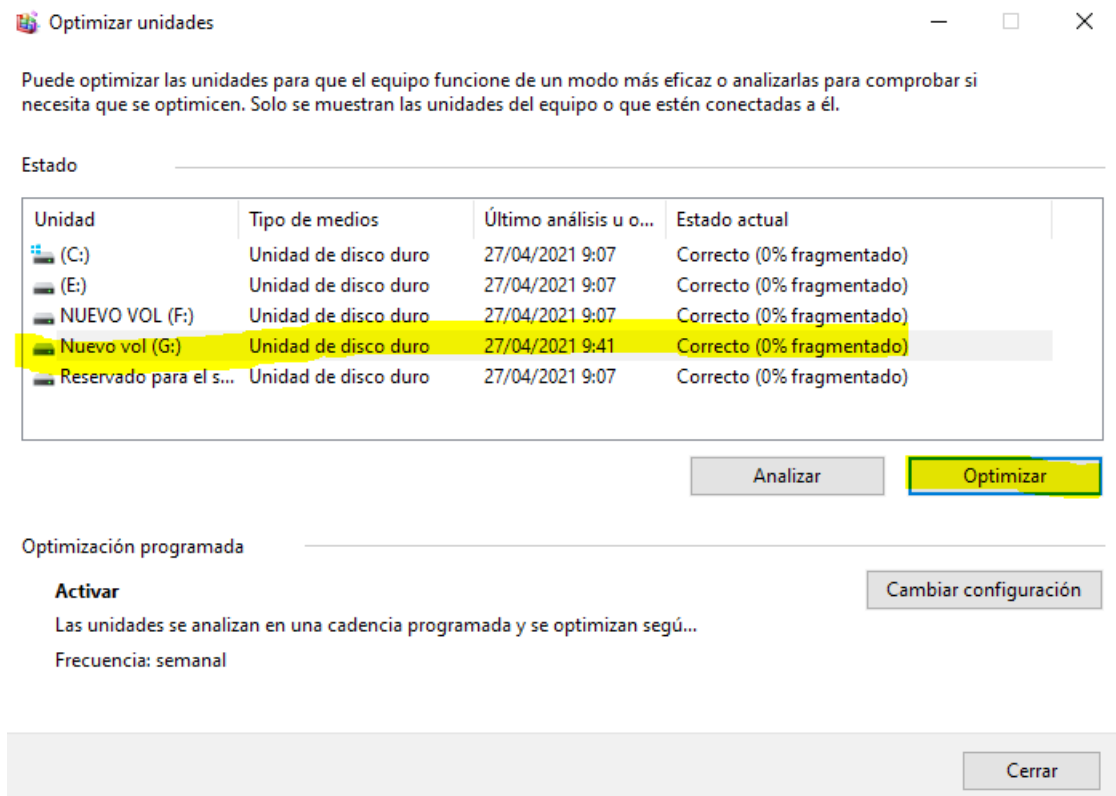 Optimizar unidades
Puede optimizar las unidades para que el equipo funcione de un modo más eficaz o analizarlas para comprobar si
necesita que se optimicen. Solo se muestran las unidades del equipo o que estén conectadas a él.
Estado
Unidad Tipo de medios Último análisis u o... Estado actual
(C:) Unidad de disco duro 27/04/2021 9:07 Correcto (0% fragmentado)
(E:) Unidad de disco duro 27/04/2021 9:07 Correcto (0% fragmentado)
NUEVO VOL (F:) Unidad de disco duro 27/04/2021 9:07 Correcto (0% fragmentado)
Nuevo vol (G:) Unidad de disco duro 27/04/2021 9:41 Correcto (0% fragmentado)
Reservado para el s... Unidad de disco duro 27/04/2021 9:07 Correcto (0% fragmentado)
Analizar Optimizar
Optimización programada
Activar Cambiar configuración
Las unidades se analizan en una cadencia programada y se optimizan segú...
Frecuencia: semanal
Cerrar